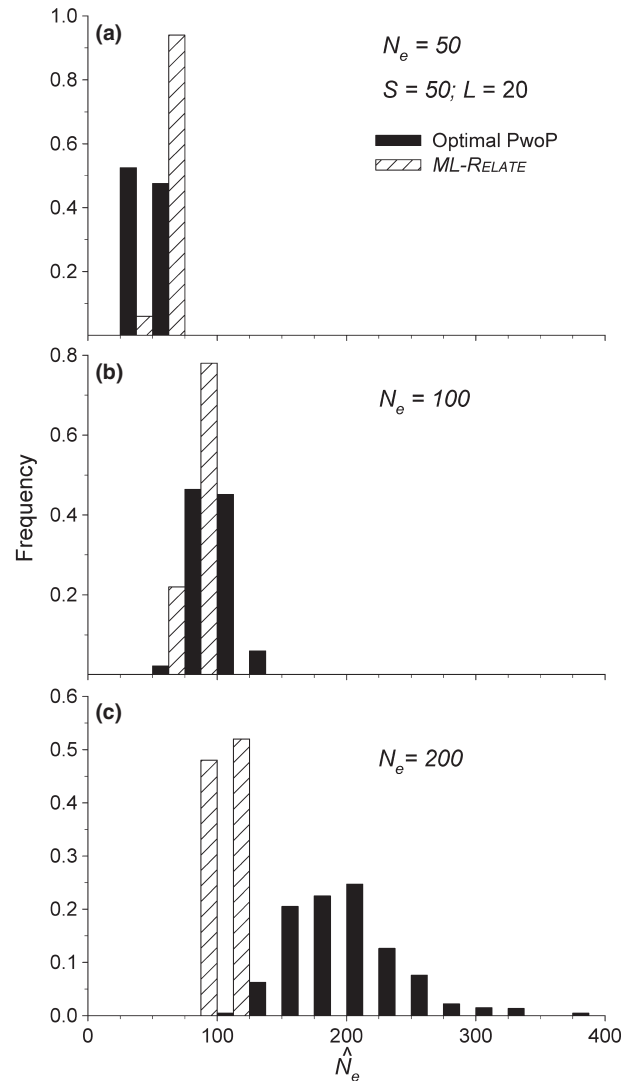 (a)
N_e = 50
S = 50; L = 20
Optimal PwoP
ML-RELATE
1.0
0.8
0.6
0.4
0.2
(b)
N_e = 100
0.8
0.6
0.4
0.2
Frequency
(c)
N_e = 200
0.6
0.5
0.4
0.3
0.2
0.1
0.0
0 100 200 300 400
N̂_e